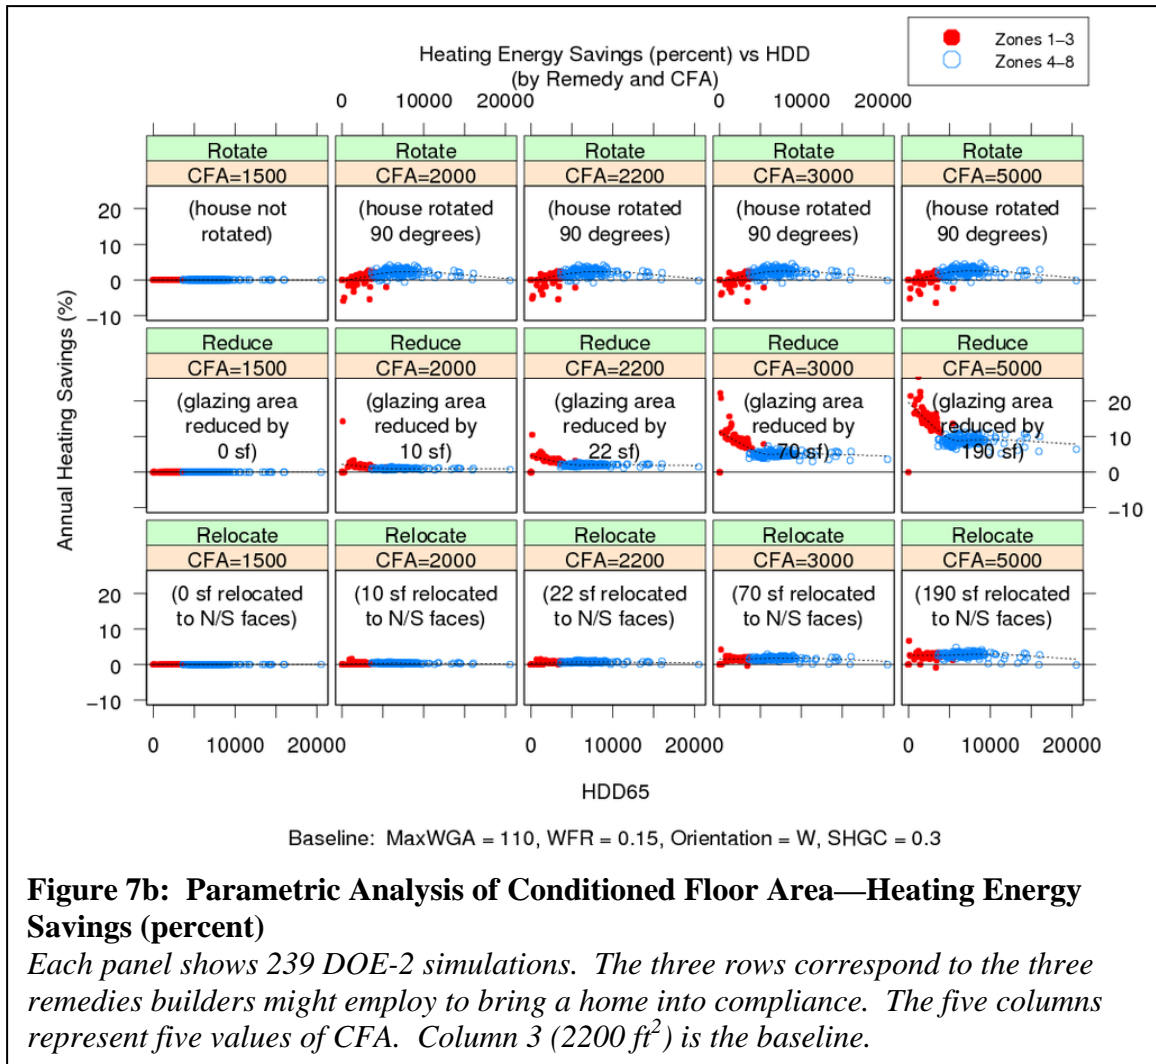 Heating Energy Savings (percent) vs HDD
(by Remedy and CFA)
Zones 1–3
Zones 4–8
0 10000 20000 0 10000 20000
Rotate Rotate Rotate Rotate Rotate
CFA=1500 CFA=2000 CFA=2200 CFA=3000 CFA=5000
(house not (house rotated (house rotated (house rotated (house rotated
rotated) 90 degrees) 90 degrees) 90 degrees) 90 degrees)
20
10
0
−10
Reduce Reduce Reduce Reduce Reduce
CFA=1500 CFA=2000 CFA=2200 CFA=3000 CFA=5000
(glazing area (glazing area (glazing area (glazing area (glazing area
reduced by reduced by reduced by reduced by reduced by
0 sf) 10 sf) 22 sf) 70 sf) 190 sf)
20
10
0
−10
Relocate Relocate Relocate Relocate Relocate
CFA=1500 CFA=2000 CFA=2200 CFA=3000 CFA=5000
(0 sf relocated (10 sf relocated (22 sf relocated (70 sf relocated (190 sf relocated
to N/S faces) to N/S faces) to N/S faces) to N/S faces) to N/S faces)
20
10
0
−10
Annual Heating Savings (%)
0 10000 20000 0 10000 20000 0 10000 20000
HDD65
Baseline: MaxWGA = 110, WFR = 0.15, Orientation = W, SHGC = 0.3
Figure 7b: Parametric Analysis of Conditioned Floor Area—Heating Energy
Savings (percent)
Each panel shows 239 DOE-2 simulations. The three rows correspond to the three
remedies builders might employ to bring a home into compliance. The five columns
represent five values of CFA. Column 3 (2200 ft²) is the baseline.